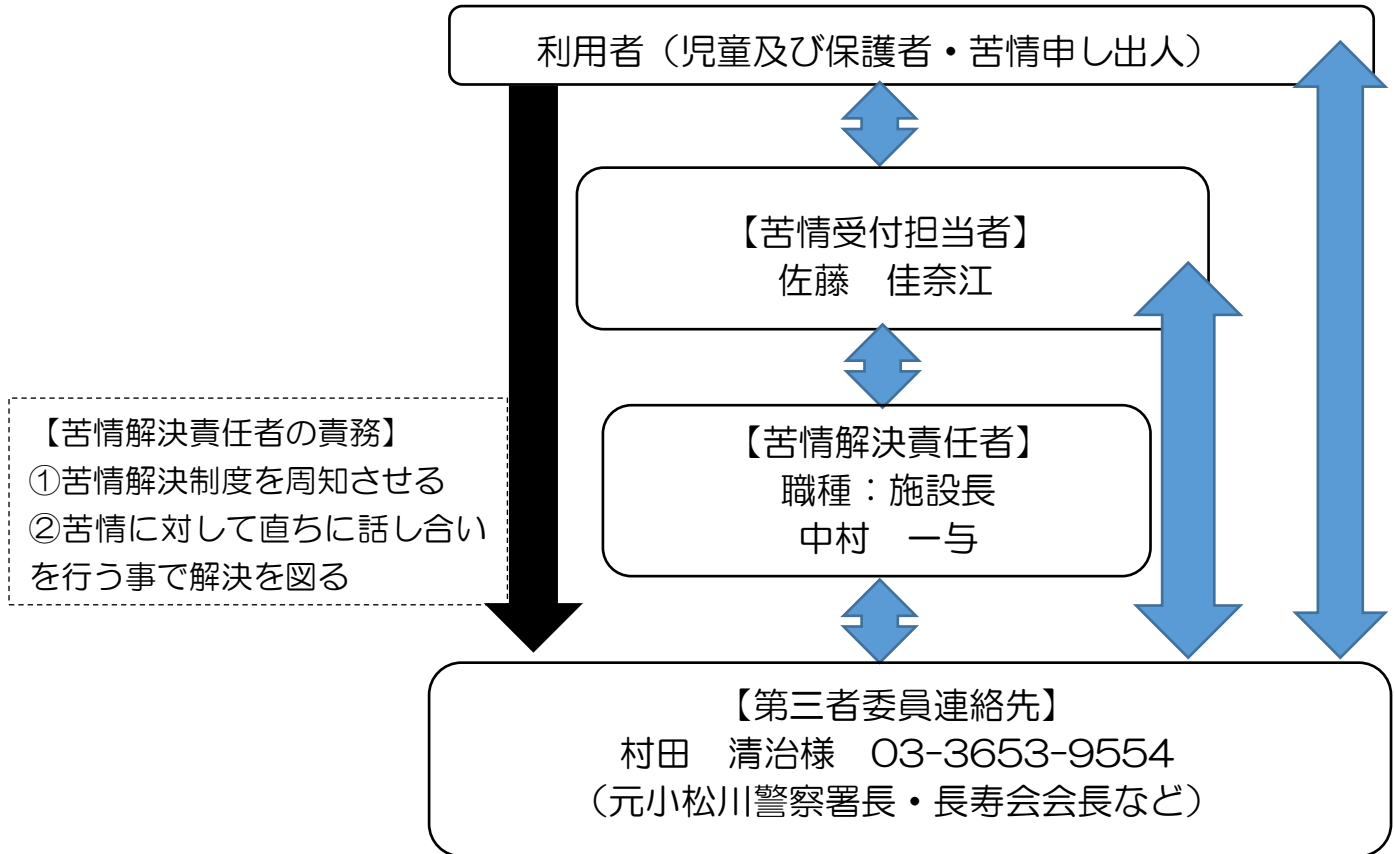 利用者（児童及び保護者・苦情申し出人）
【苦情受付担当者】
佐藤　佳奈江
【苦情解決責任者の責務】
①苦情解決制度を周知させる
②苦情に対して直ちに話し合い
を行う事で解決を図る
【苦情解決責任者】
職種：施設長
中村　一与
【第三者委員連絡先】
村田　清治様　03-3653-9554
（元小松川警察署長・長寿会会長など）